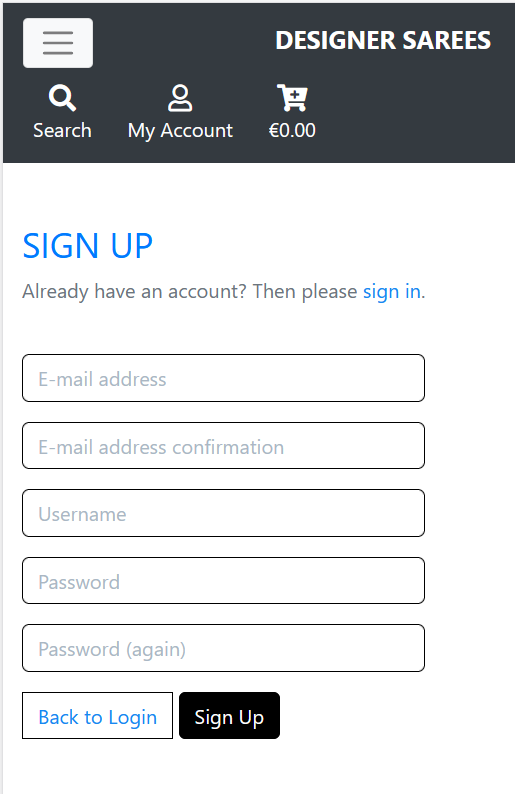 DESIGNER SAREES
Search
My Account
€0.00
SIGN UP
Already have an account? Then please sign in.
E-mail address
E-mail address confirmation
Username
Password
Password (again)
Back to Login
Sign Up